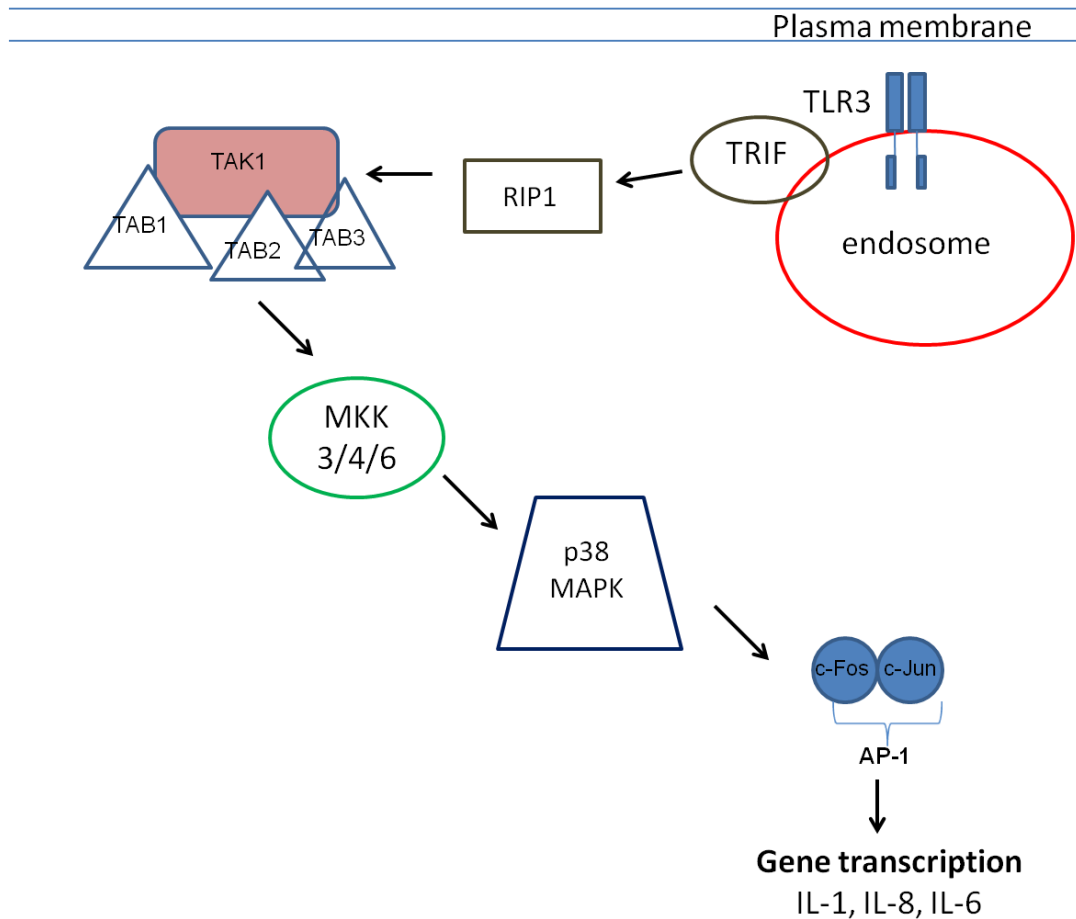 Plasma membrane
TLR3
TRIF
endosome
RIP1
TAK1
TAB1
TAB2
TAB3
MKK
3/4/6
p38
MAPK
c-Fos
c-Jun
AP-1
Gene transcription
IL-1, IL-8, IL-6